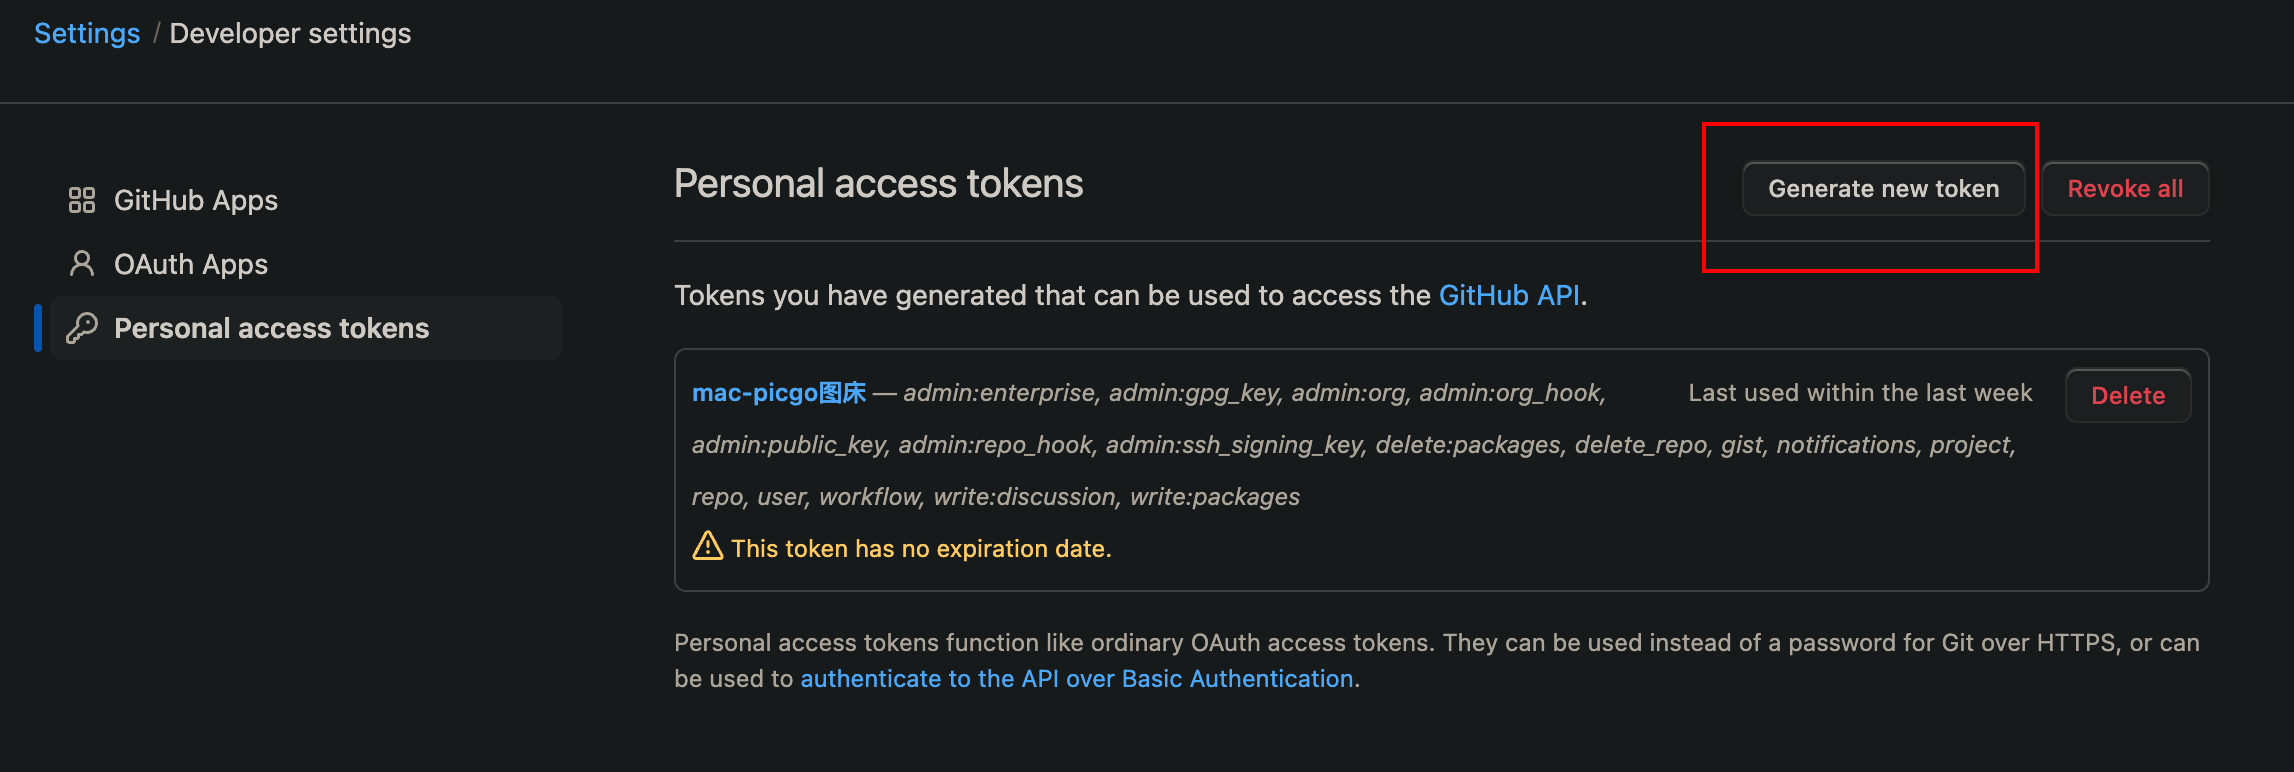 Settings / Developer settings
GitHub Apps
OAuth Apps
Personal access tokens
Personal access tokens
Generate new token
Revoke all
Tokens you have generated that can be used to access the GitHub API.
mac-picgo图床 — admin:enterprise, admin:gpg_key, admin:org, admin:org_hook,
admin:public_key, admin:repo_hook, admin:ssh_signing_key, delete:packages, delete_repo, gist, notifications, project,
repo, user, workflow, write:discussion, write:packages
Last used within the last week
Delete
This token has no expiration date.
Personal access tokens function like ordinary OAuth access tokens. They can be used instead of a password for Git over HTTPS, or can
be used to authenticate to the API over Basic Authentication.